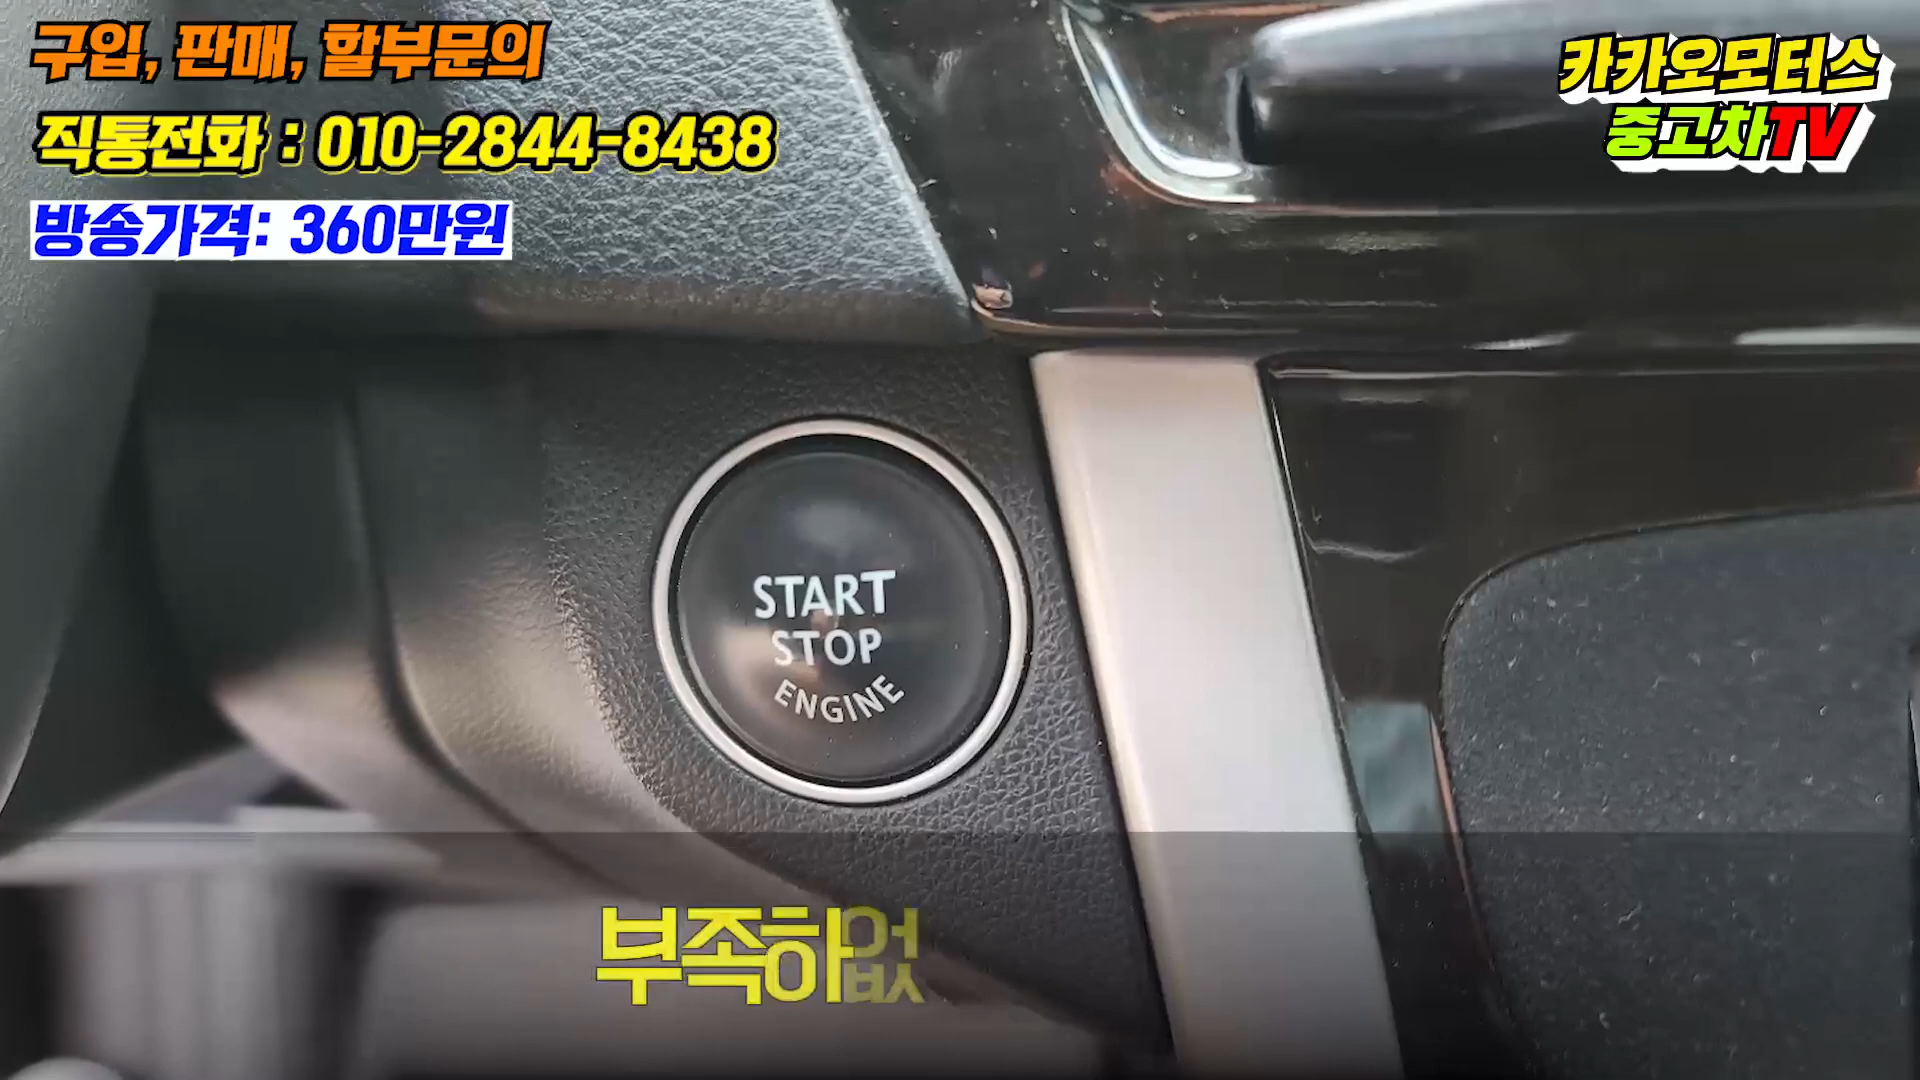 구입, 판매, 할부문의
직통전화 : 010-2844-8438
방송가격: 360만원
카카오모터스
중고차TV
START
STOP
ENGINE
부족하없